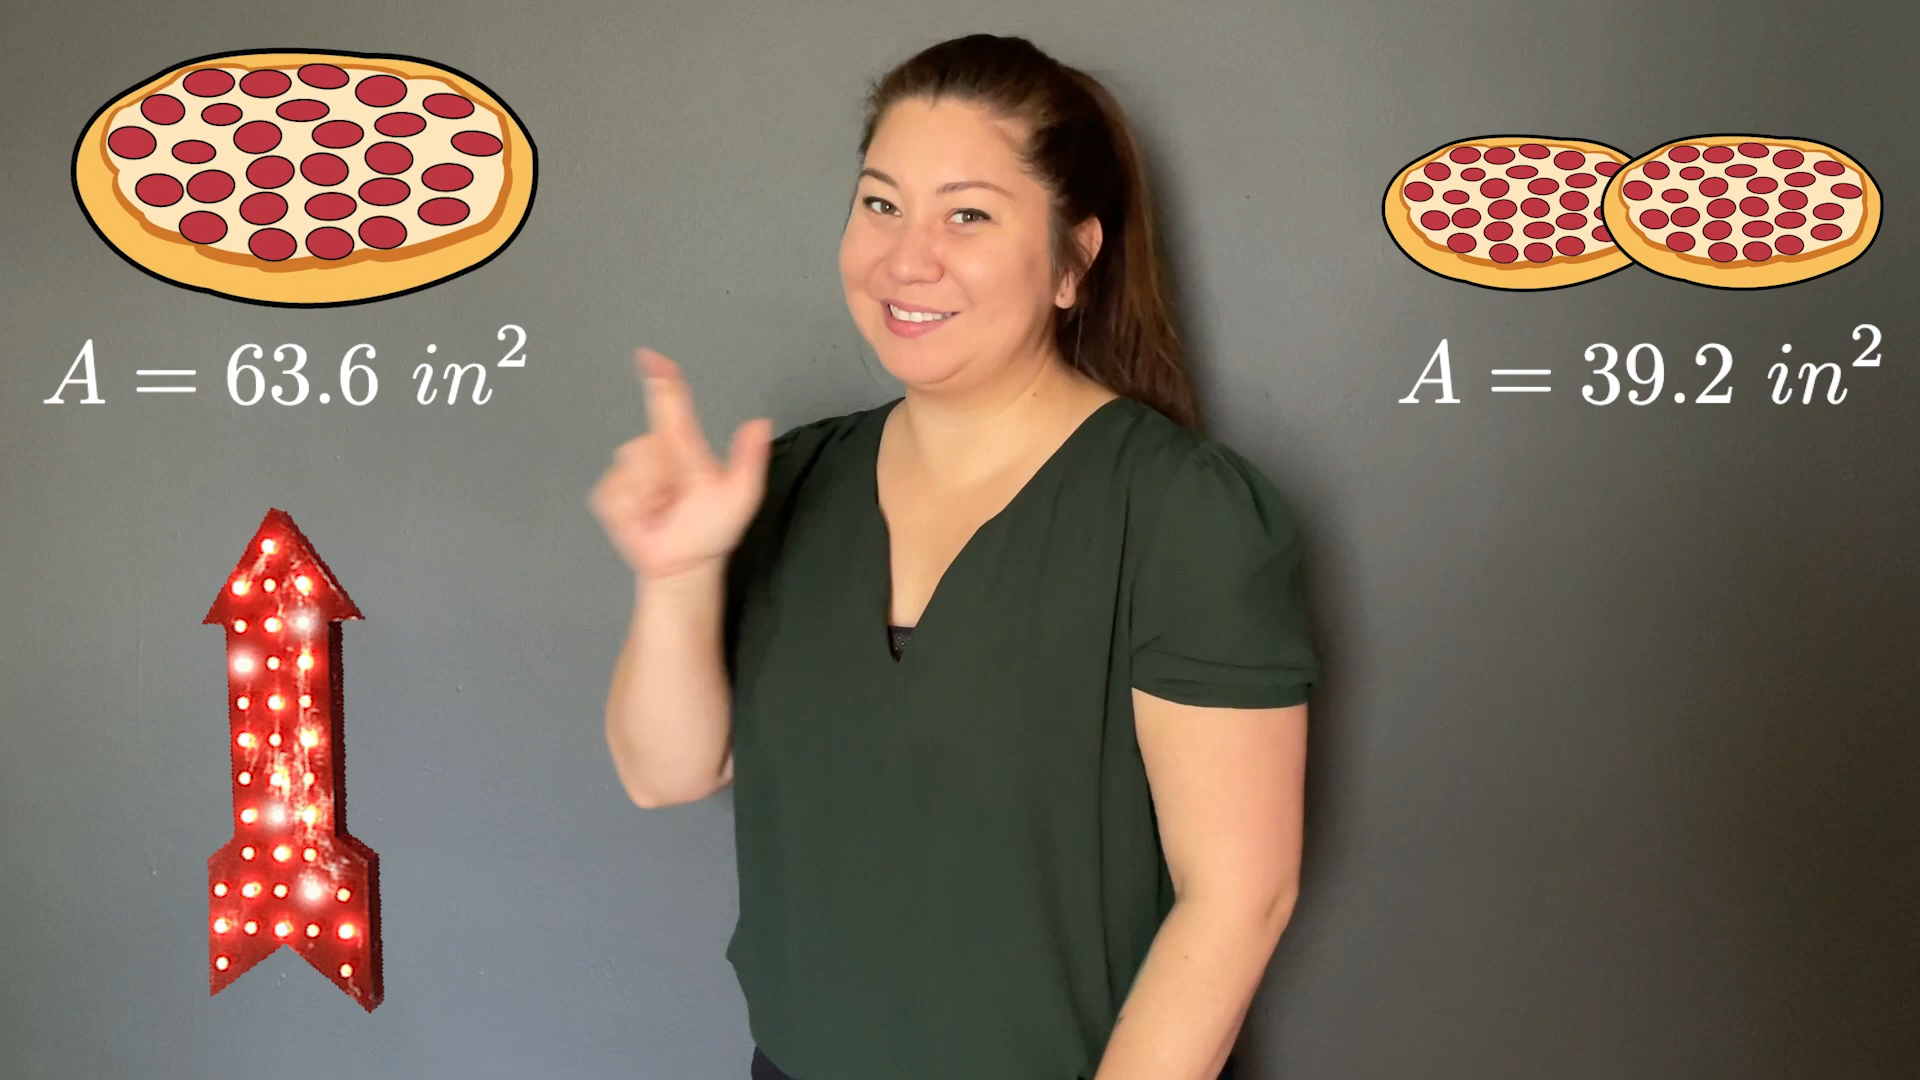 A = 63.6 in²
A = 39.2 in²